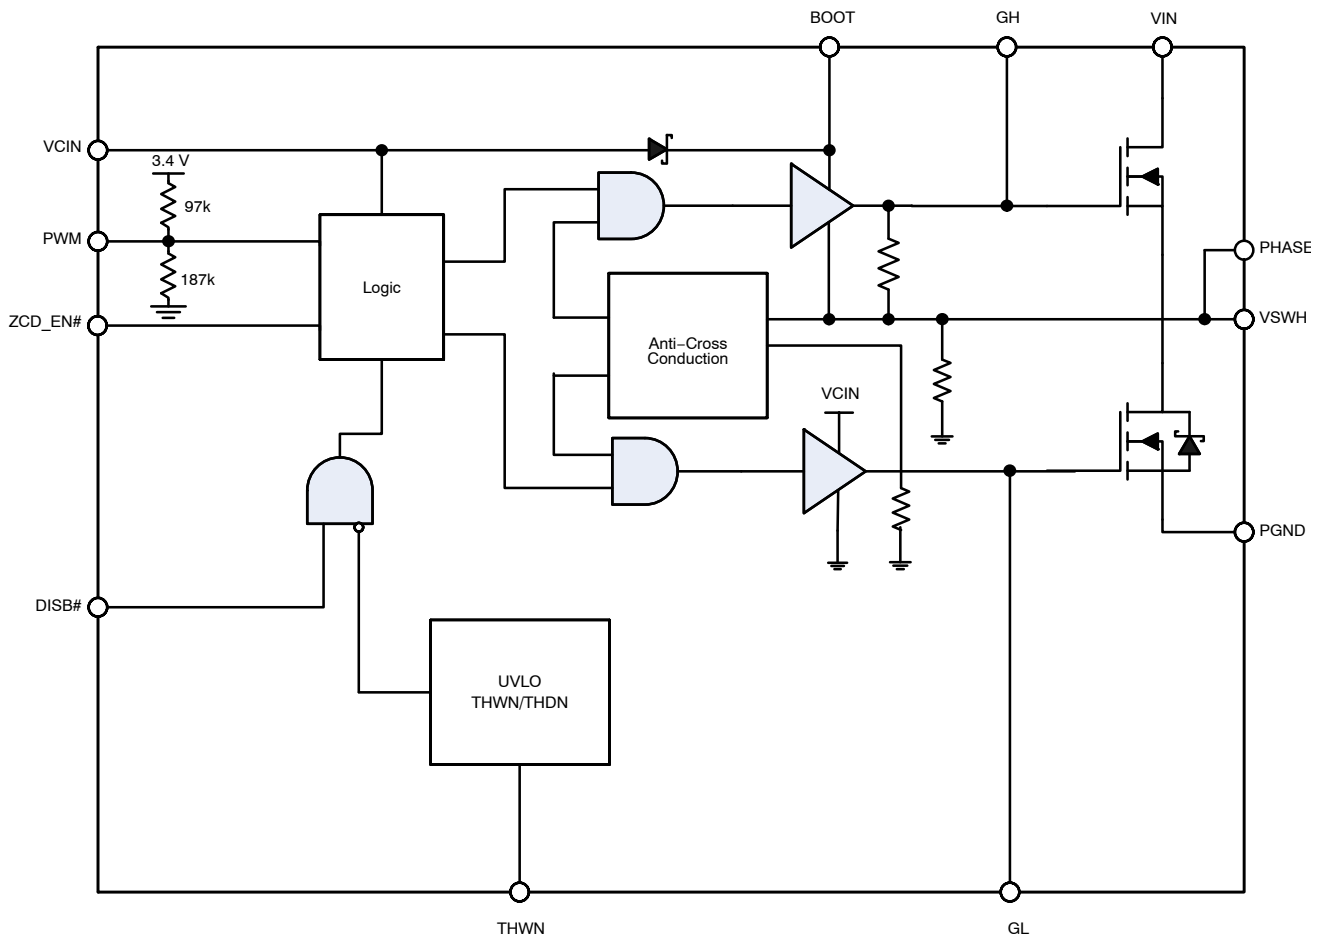 BOOT
GH
VIN
VCIN
3.4 V
97k
PWM
187k
ZCD_EN#
Logic
Anti−Cross
Conduction
PHASE
VSWH
VCIN
PGND
DISB#
UVLO
THWN/THDN
THWN
GL